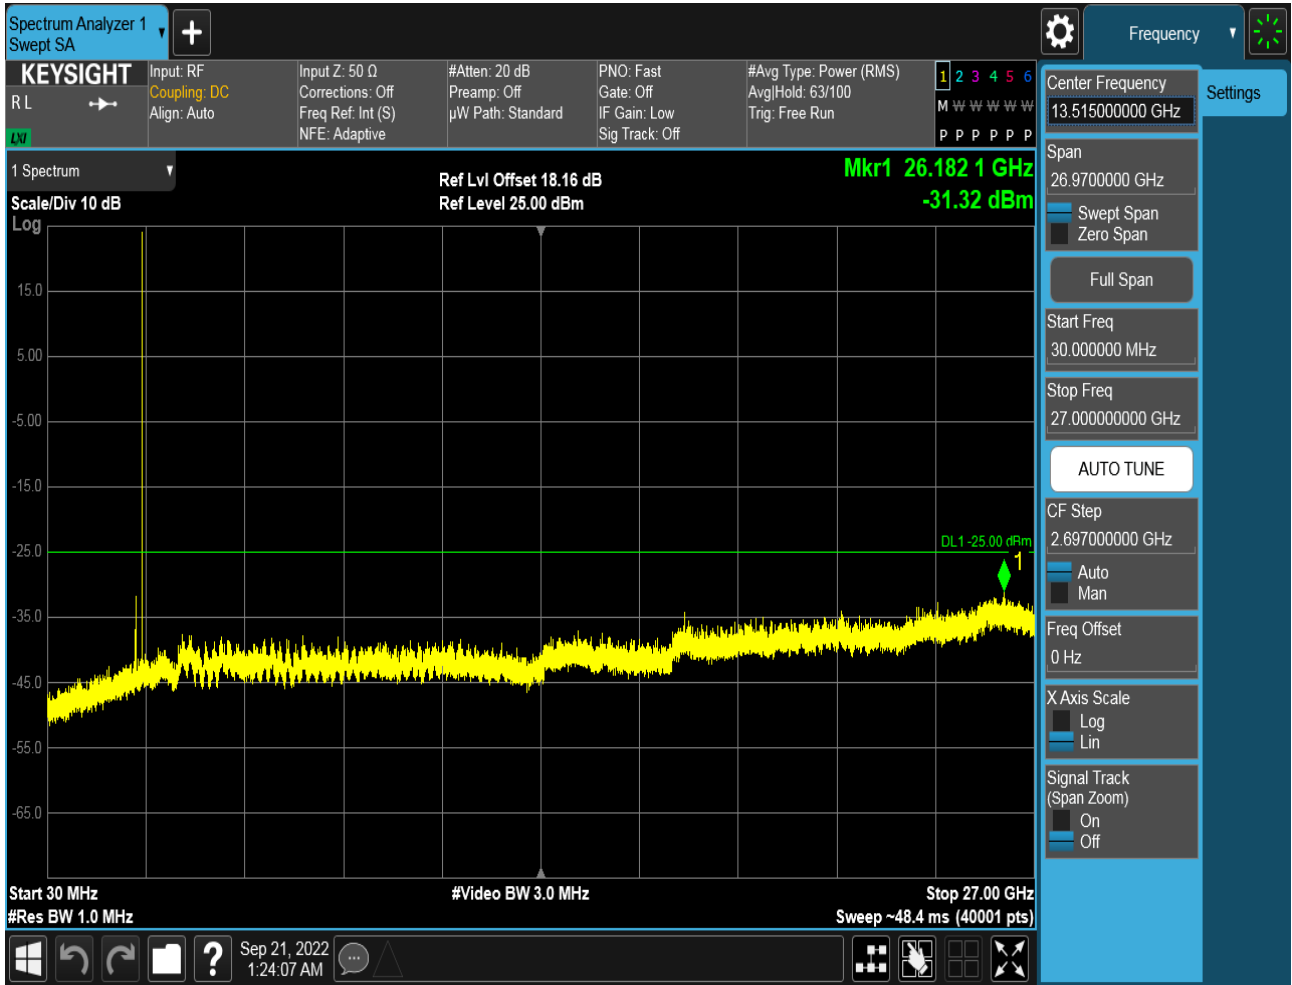 Spectrum Analyzer 1
Swept SA
Frequency
KEYSIGHT
R L
LXI
Input: RF
Coupling: DC
Align: Auto
Input Z: 50 Ω
Corrections: Off
Freq Ref: Int (S)
NFE: Adaptive
#Atten: 20 dB
Preamp: Off
µW Path: Standard
PNO: Fast
Gate: Off
IF Gain: Low
Sig Track: Off
#Avg Type: Power (RMS)
Avg|Hold: 63/100
Trig: Free Run
1 2 3 4 5 6
M W W W W W
P P P P P P
1 Spectrum
Scale/Div 10 dB
Log
Ref Lvl Offset 18.16 dB
Ref Level 25.00 dBm
Mkr1 26.182 1 GHz
-31.32 dBm
15.0
5.00
-5.00
-15.0
-25.0
-35.0
-45.0
-55.0
-65.0
DL1 -25.00 dBm
1
Start 30 MHz
#Res BW 1.0 MHz
#Video BW 3.0 MHz
Stop 27.00 GHz
Sweep ~48.4 ms (40001 pts)
Center Frequency
13.515000000 GHz
Settings
Span
26.9700000 GHz
Swept Span
Zero Span
Full Span
Start Freq
30.000000 MHz
Stop Freq
27.000000000 GHz
AUTO TUNE
CF Step
2.697000000 GHz
Auto
Man
Freq Offset
0 Hz
X Axis Scale
Log
Lin
Signal Track
(Span Zoom)
On
Off
?
Sep 21, 2022
1:24:07 AM